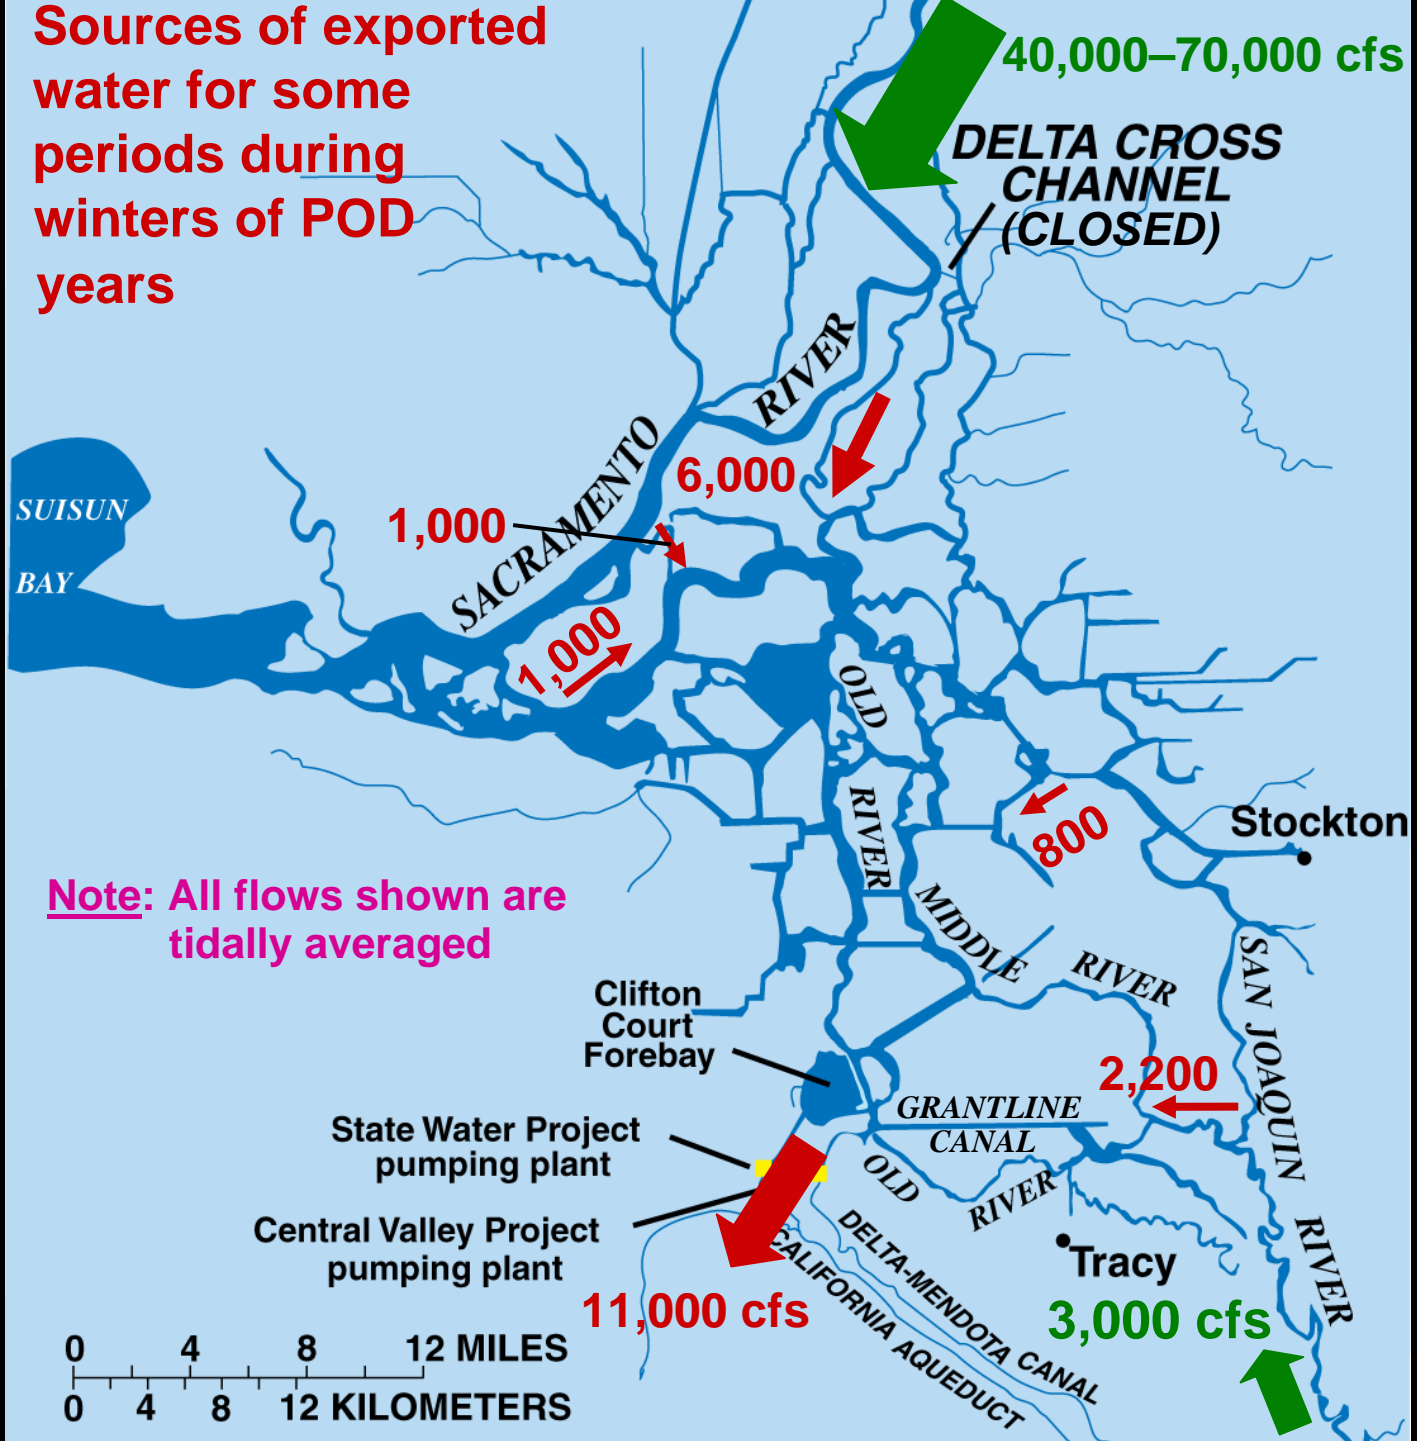 Sources of exported
water for some
periods during
winters of POD
years
40,000–70,000 cfs
DELTA CROSS
CHANNEL
(CLOSED)
RIVER
SACRAMENTO
6,000
1,000
SUISUN
BAY
1,000
OLD
RIVER
800
Stockton
Note: All flows shown are
tidally averaged
MIDDLE
RIVER
SAN JOAQUIN
RIVER
Clifton
Court
Forebay
2,200
GRANTLINE
CANAL
State Water Project
pumping plant
OLD
RIVER
Central Valley Project
pumping plant
DELTA-MENDOTA CANAL
CALIFORNIA AQUEDUCT
Tracy
11,000 cfs
3,000 cfs
0 4 8 12 MILES
0 4 8 12 KILOMETERS